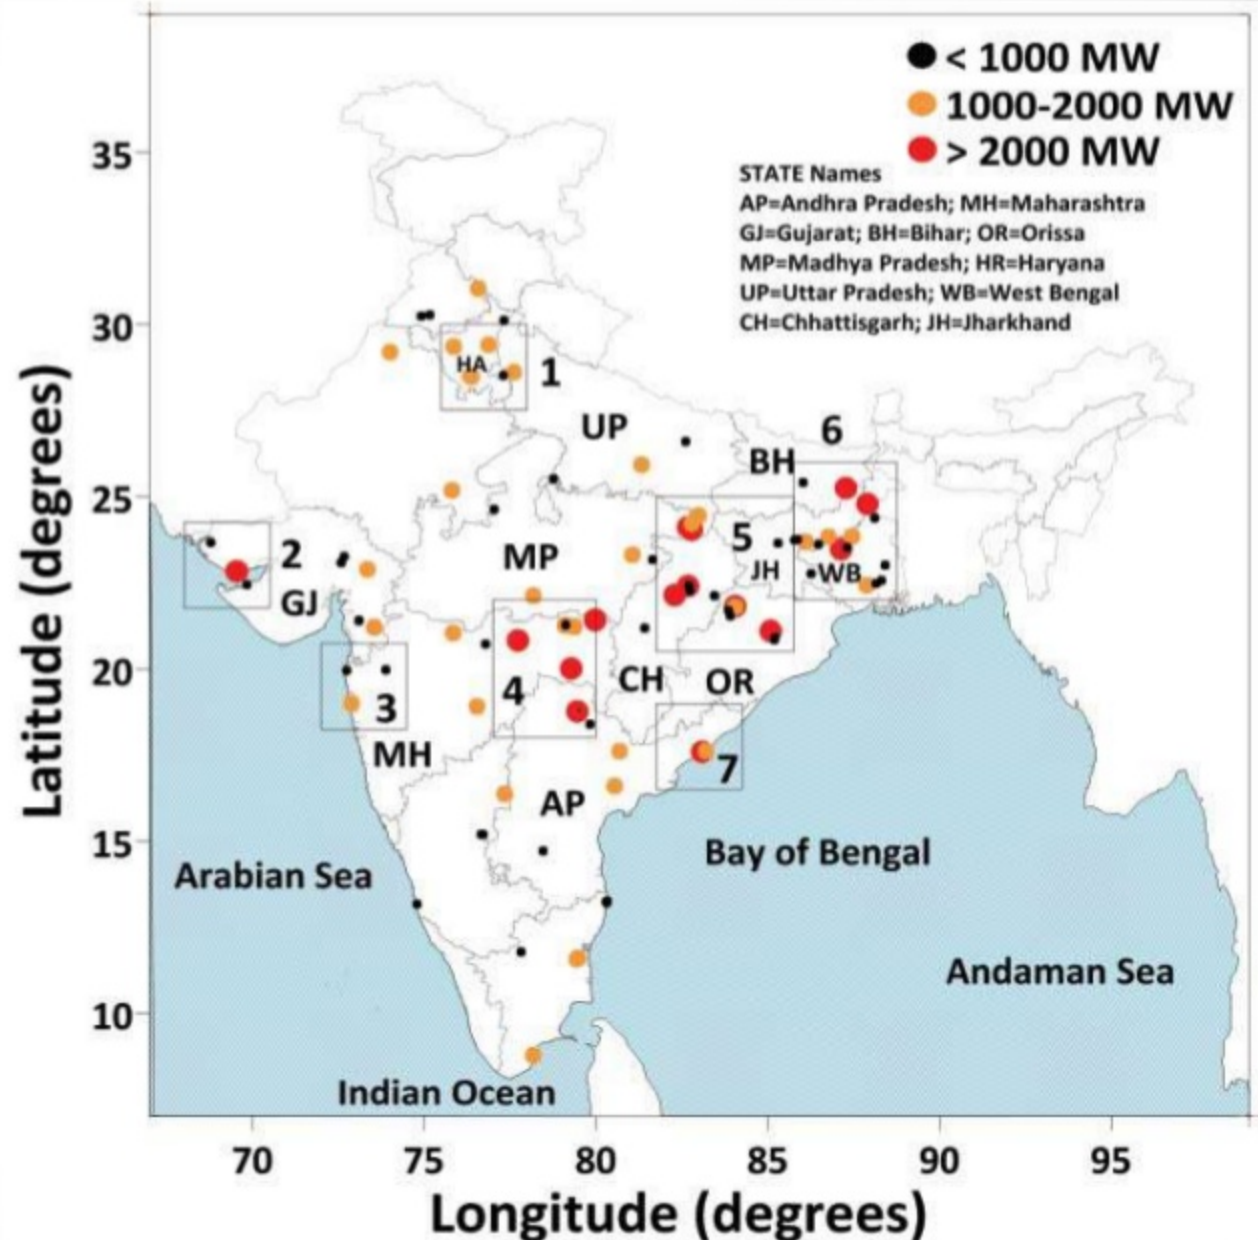 < 1000 MW
1000-2000 MW
> 2000 MW
STATE Names
AP=Andhra Pradesh; MH=Maharashtra
GJ=Gujarat; BH=Bihar; OR=Orissa
MP=Madhya Pradesh; HR=Haryana
UP=Uttar Pradesh; WB=West Bengal
CH=Chhattisgarh; JH=Jharkhand
35
30
25
20
15
10
Latitude (degrees)
HA
1
UP
6
BH
2
MP
5
JH
WB
GJ
4
CH
OR
3
MH
7
AP
Bay of Bengal
Arabian Sea
Andaman Sea
Indian Ocean
70
75
80
85
90
95
Longitude (degrees)